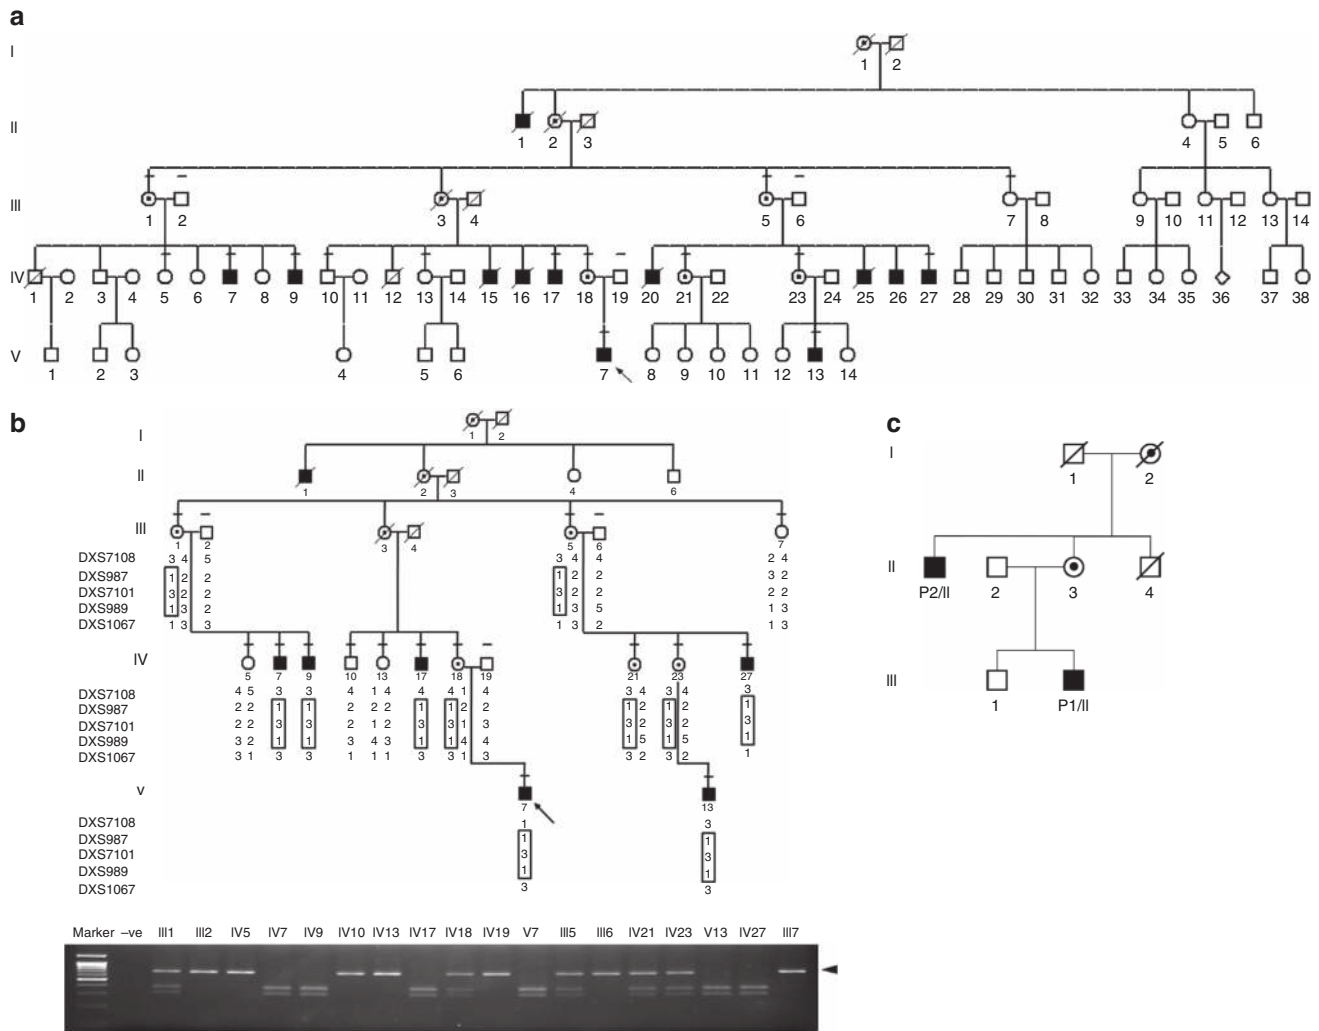 a
I
1 2
II
1 2 3 4 5 6
III
1 2 3 4 5 6 7 8 9 10 11 12 13 14
IV
1 2 3 4 5 6 7 8 9 10 11 12 13 14 15 16 17 18 19 20 21 22 23 24 25 26 27 28 29 30 31 32 33 34 35 36 37 38
V
1 2 3 4 5 6 7 8 9 10 11 12 13 14
b
I
1 2
II
1 2 3 4 6
III
1 2 3 4 5 6 7
DXS7108 3 4 5 3 4 4 2 4
DXS987 1 2 2 1 2 2 3 2
DXS7101 3 2 2 3 2 2 2 2
DXS989 1 3 2 1 3 5 1 3
DXS1067 1 3 3 1 3 2 1 3
IV
5 7 9 10 13 17 18 19 21 23 27
DXS7108 4 5 3 3 4 1 4 4 4 1 4 3 4 3 4 3
DXS987 2 2 1 1 2 2 2 1 1 2 2 1 2 1 2 1
DXS7101 2 2 3 3 2 1 2 3 3 1 3 3 2 3 2 3
DXS989 3 2 1 1 3 4 3 1 1 4 4 1 5 1 5 1
DXS1067 3 1 3 3 1 1 1 3 3 1 3 3 2 3 2 1
V
7 13
DXS7108 1 3
DXS987 1 1
DXS7101 3 3
DXS989 1 1
DXS1067 3 3
Marker –ve III1 III2 IV5 IV7 IV9 IV10 IV13 IV17 IV18 IV19 V7 III5 III6 IV21 IV23 V13 IV27 III7
c
I
1 2
II
P2/II 2 3 4
III
1 P1/II